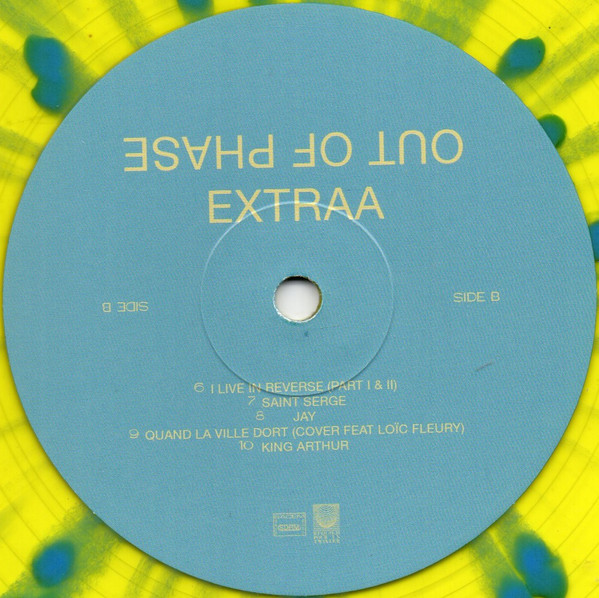 OUT OF PHASE
EXTRAA
SIDE B
SIDE B
6 I LIVE IN REVERSE (PART I & II)
7 SAINT SERGE
8 JAY
9 QUAND LA VILLE DORT (COVER FEAT LOÏC FLEURY)
10 KING ARTHUR